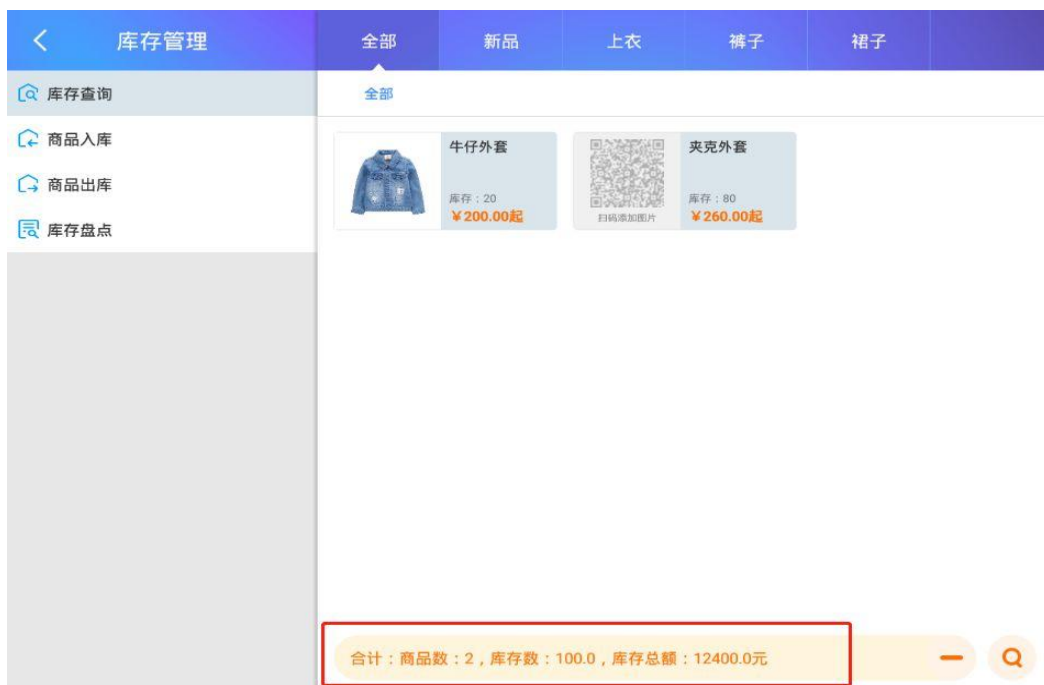 库存管理
全部 新品 上衣 裤子 裙子
库存查询
商品入库
商品出库
库存盘点
全部
牛仔外套
库存：20
￥200.00起
扫码添加图片
夹克外套
库存：80
￥260.00起
合计：商品数：2，库存数：100.0，库存总额：12400.0元